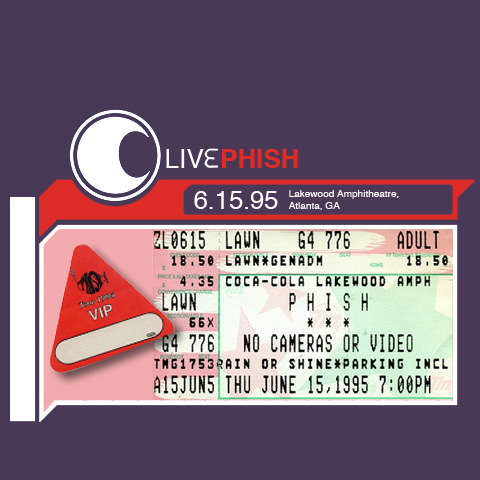 LIVEPHISH
6.15.95
Lakewood Amphitheatre,
Atlanta, GA
ZL0615 LAWN G4 776 ADULT
18.50 LAWN*GENADM 18.50
4.35 COCA-COLA LAKEWOOD AMPH
LAWN PHISH
66X * * *
G4 776 NO CAMERAS OR VIDEO
TMG1753 RAIN OR SHINE*PARKING INCL
A15JUN5 THU JUNE 15,1995 7:00PM
VIP